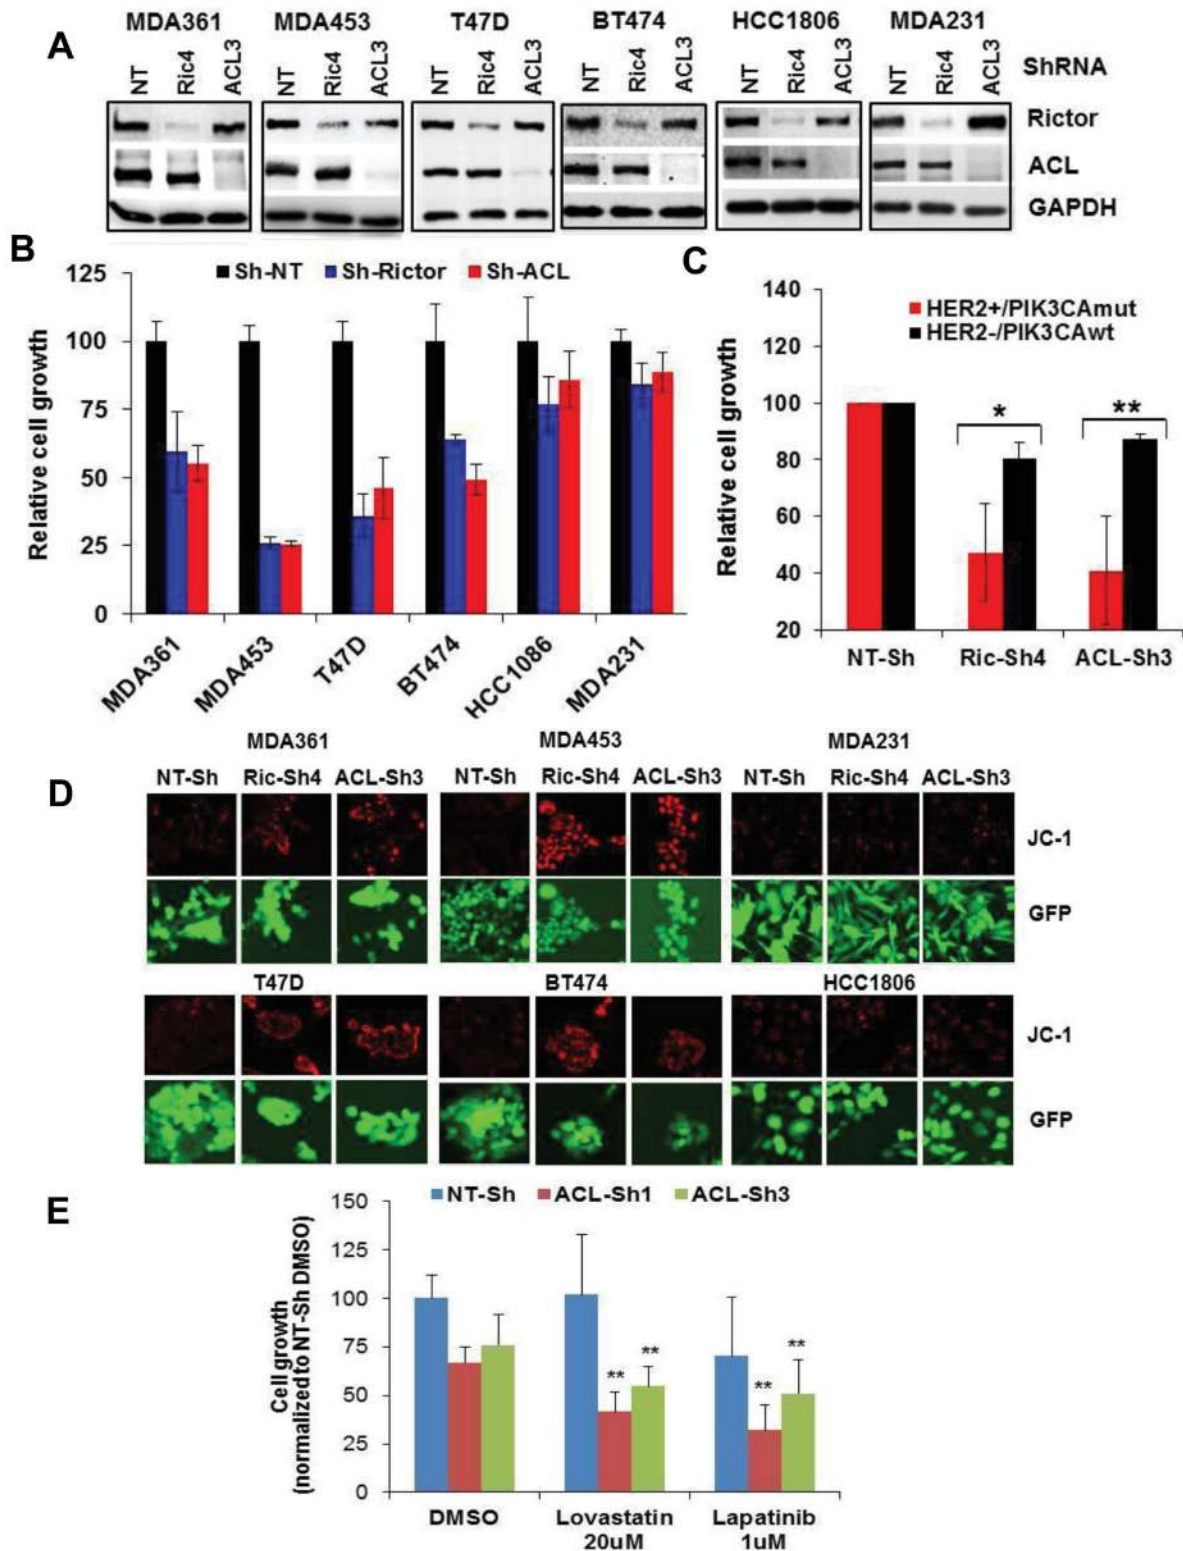 A
MDA361 MDA453 T47D BT474 HCC1806 MDA231
NT Ric4 ACL3 NT Ric4 ACL3 NT Ric4 ACL3 NT Ric4 ACL3 NT Ric4 ACL3 NT Ric4 ACL3 ShRNA
Rictor
ACL
GAPDH
B
Sh-NT Sh-Rictor Sh-ACL
Relative cell growth
125
100
75
50
25
0
MDA361 MDA453 T47D BT474 HCC1086 MDA231
C
HER2+/PIK3CAmut
HER2-/PIK3CAwt
Relative cell growth
140
120
100
80
60
40
20
* **
NT-Sh Ric-Sh4 ACL-Sh3
D
MDA361 MDA453 MDA231
NT-Sh Ric-Sh4 ACL-Sh3 NT-Sh Ric-Sh4 ACL-Sh3 NT-Sh Ric-Sh4 ACL-Sh3
JC-1
GFP
T47D BT474 HCC1806
JC-1
GFP
E
NT-Sh ACL-Sh1 ACL-Sh3
Cell growth
(normalized to NT-Sh DMSO)
150
125
100
75
50
25
0
** ** ** **
DMSO Lovastatin Lapatinib
20uM 1uM